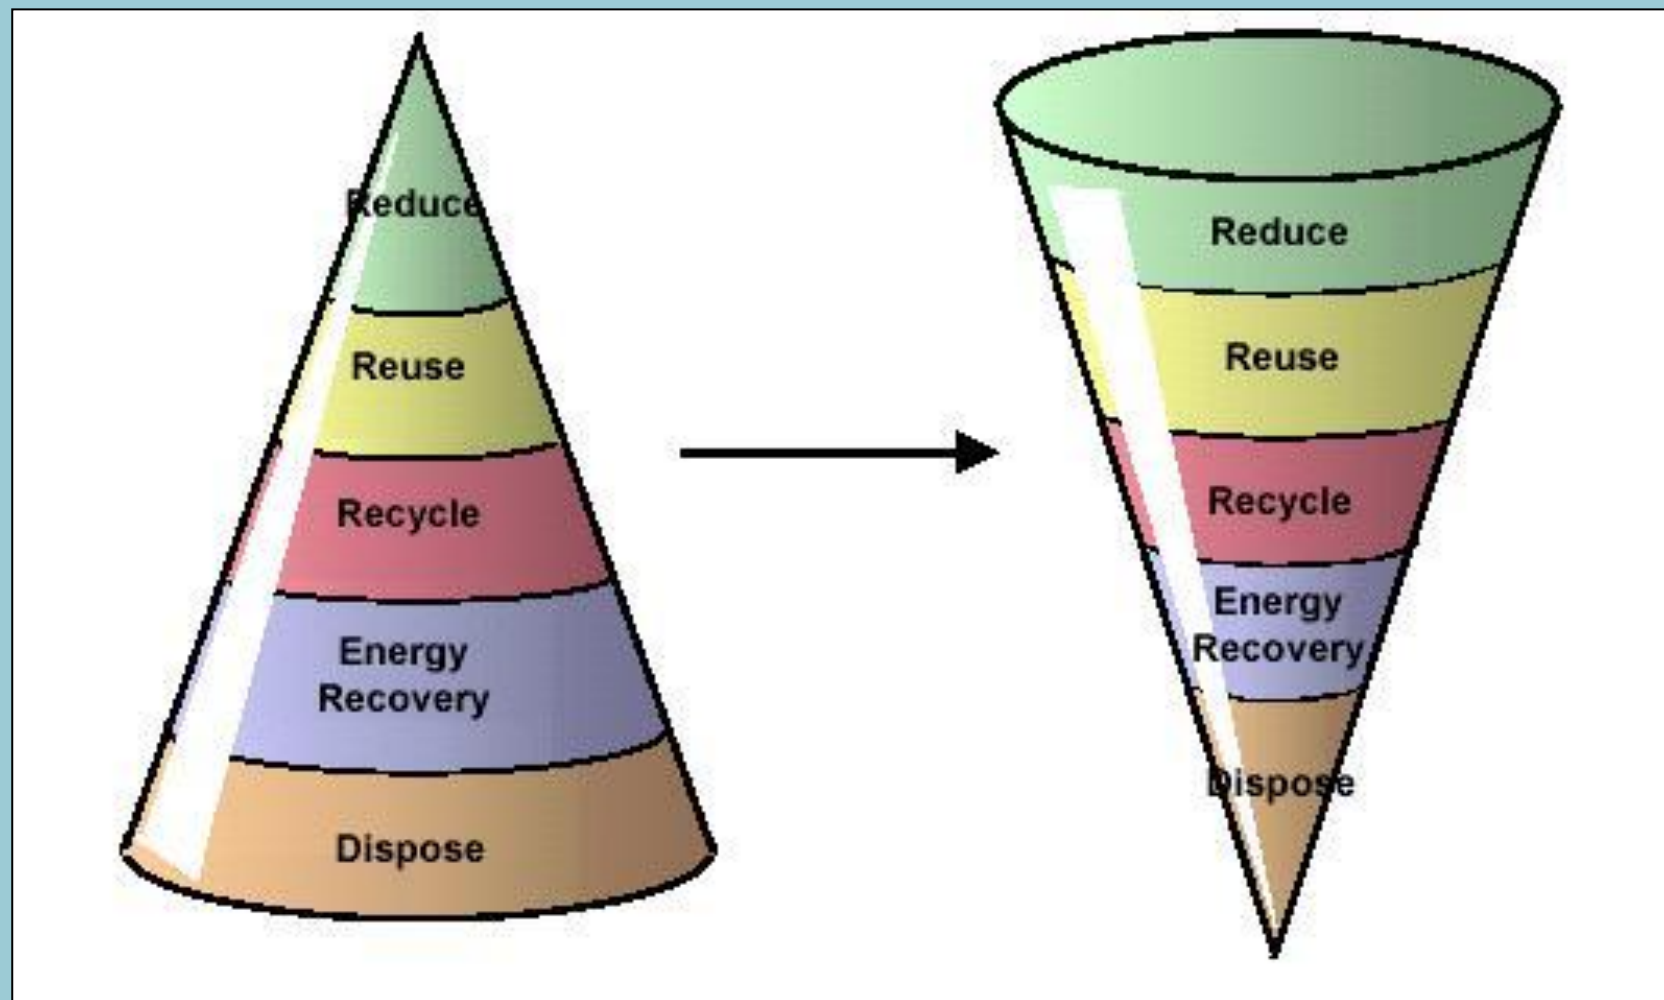 Reduce
Reuse
Recycle
Energy
Recovery
Dispose
Reduce
Reuse
Recycle
Energy
Recovery
Dispose